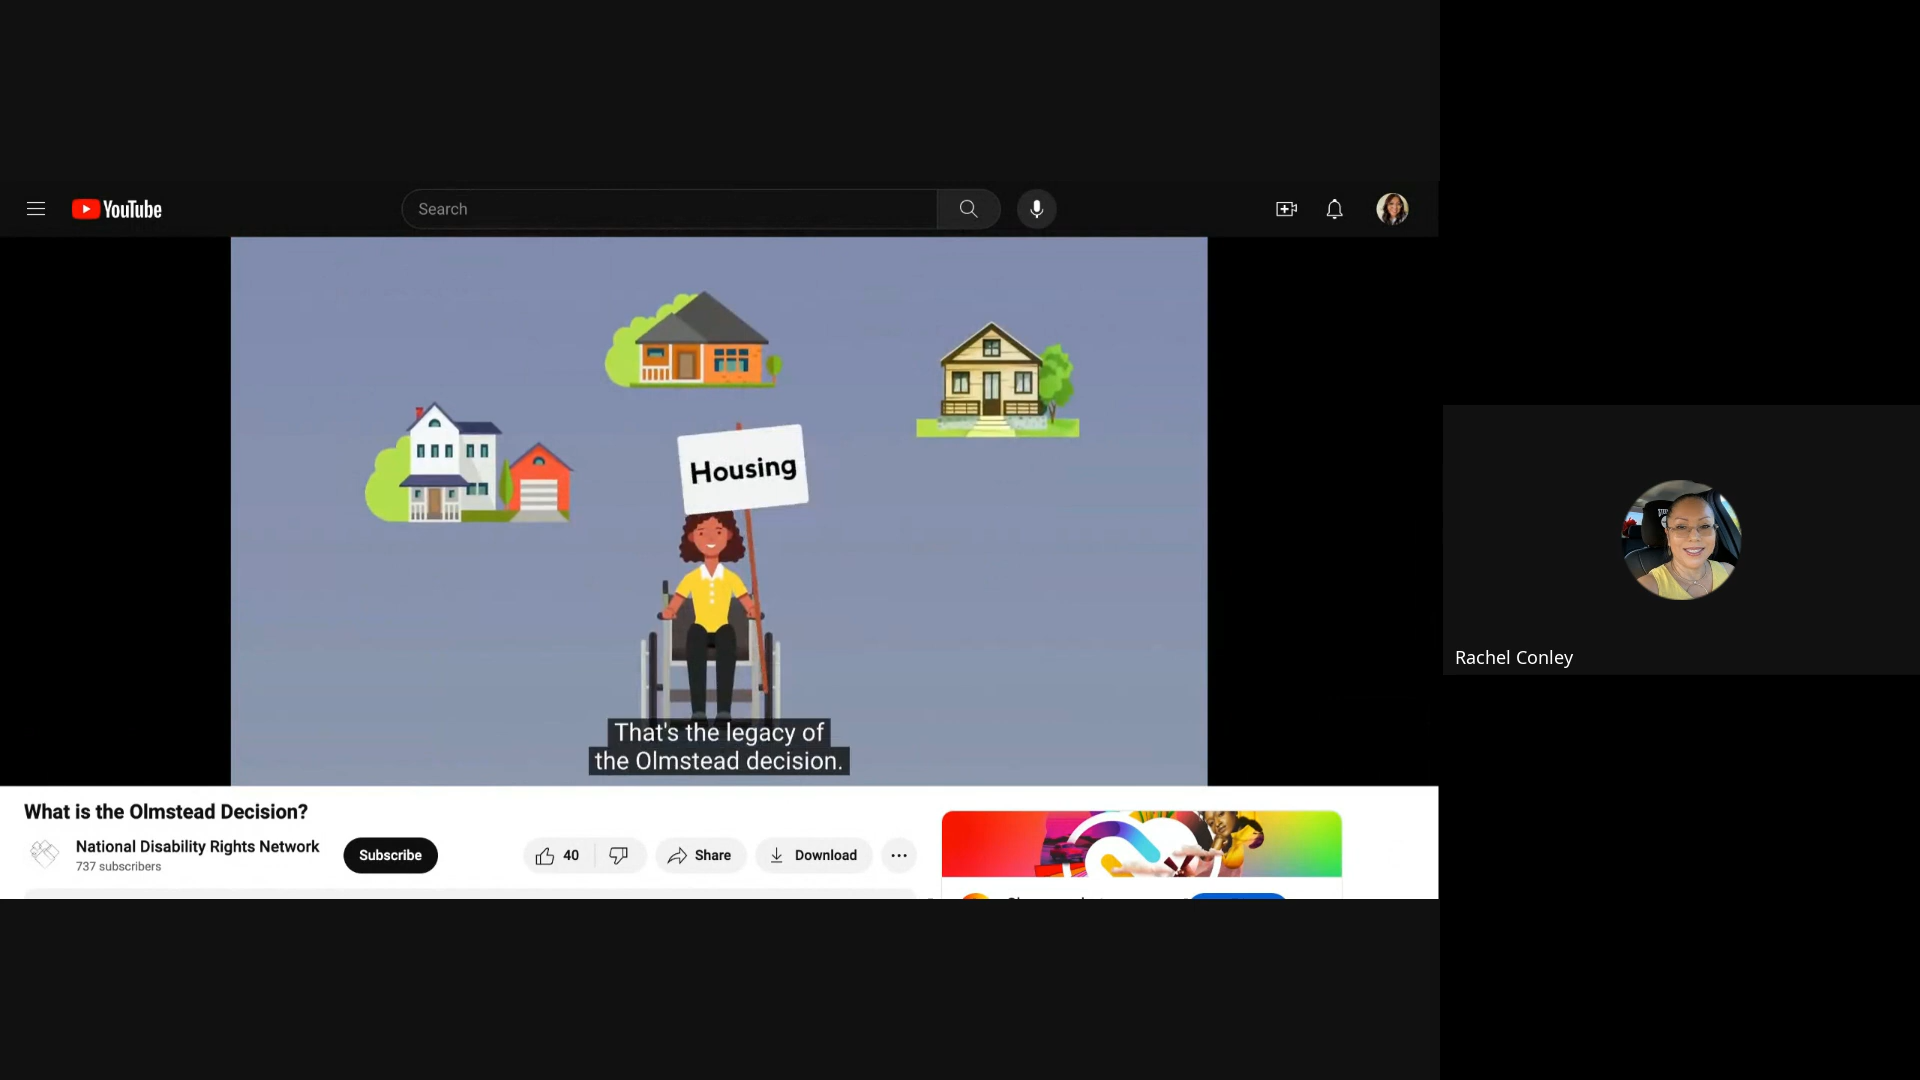 YouTube
Search
Housing
That's the legacy of
the Olmstead decision.
What is the Olmstead Decision?
National Disability Rights Network
737 subscribers
Subscribe
40
Share
Download
Rachel Conley